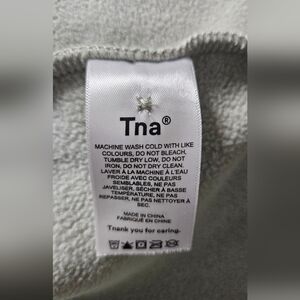 Tna®
MACHINE WASH COLD WITH LIKE
COLOURS, DO NOT BLEACH,
TUMBLE DRY LOW, DO NOT
IRON, DO NOT DRY CLEAN.
LAVER À LA MACHINE À L'EAU
FROIDE AVEC COULEURS
SEMBLABLES, NE PAS
JAVELISER, SÉCHER À BASSE
TEMPÉRATURE, NE PAS
REPASSER, NE PAS NETTOYER À
SEC.
MADE IN CHINA
FABRIQUÉ EN CHINE
Thank you for caring.